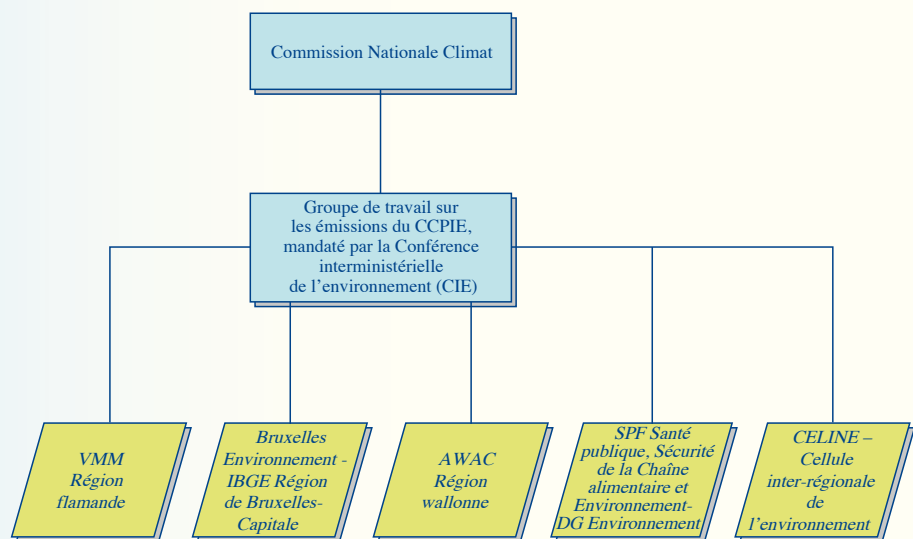 Commission Nationale Climat
Groupe de travail sur
les émissions du CCPIE,
mandaté par la Conférence
interministérielle
de l'environnement (CIE)
VMM
Région
flamande
Bruxelles
Environnement -
IBGE Région
de Bruxelles-
Capitale
AWAC
Région
wallonne
SPF Santé
publique, Sécurité
de la Chaîne
alimentaire et
Environnement-
DG Environnement
CELINE –
Cellule
inter-régionale
de
l'environnement